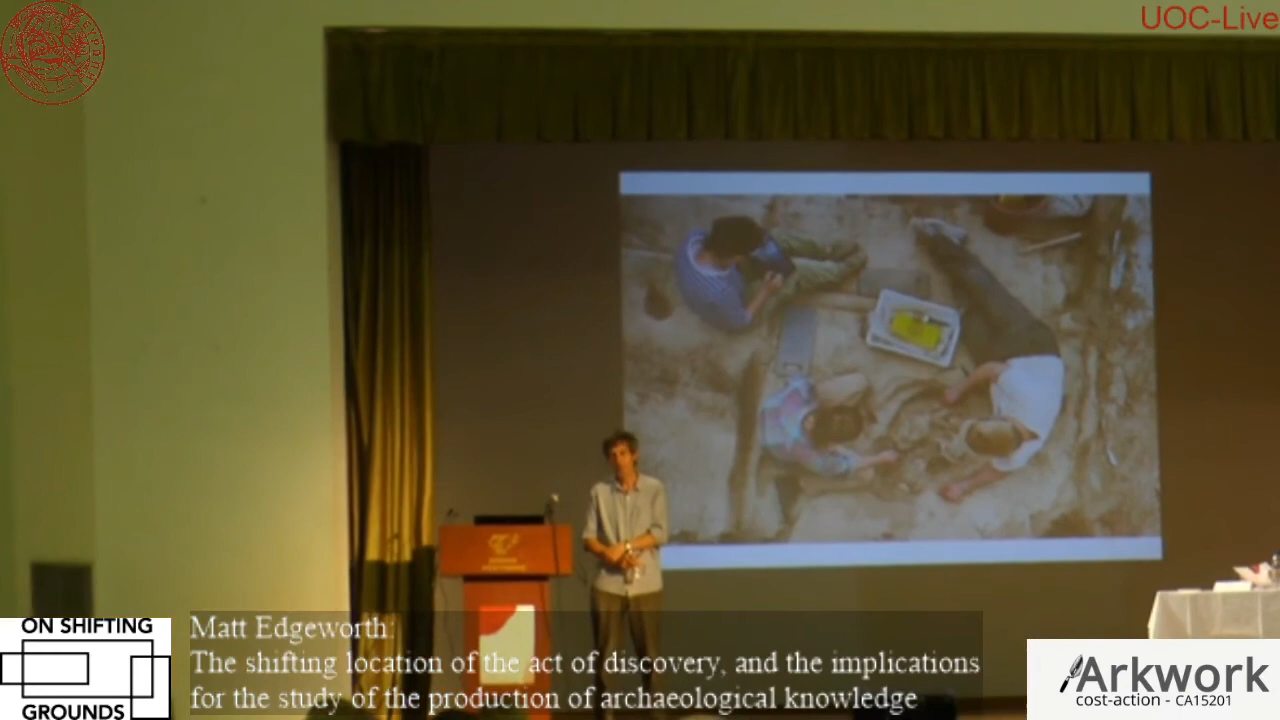 UOC-Live
ON SHIFTING
GROUNDS
Matt Edgeworth:
The shifting location of the act of discovery, and the implications
for the study of the production of archaeological knowledge
Arkwork
cost-action - CA15201